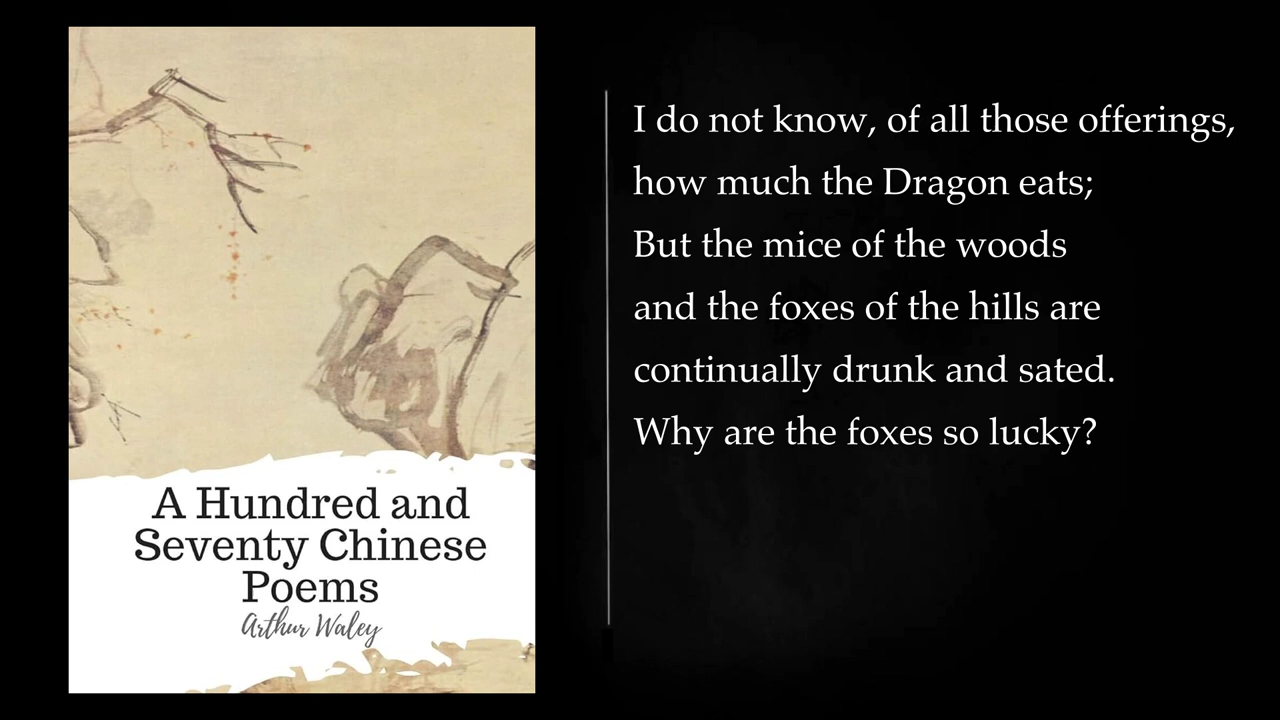 A Hundred and
Seventy Chinese
Poems
Arthur Waley
I do not know, of all those offerings,
how much the Dragon eats;
But the mice of the woods
and the foxes of the hills are
continually drunk and sated.
Why are the foxes so lucky?